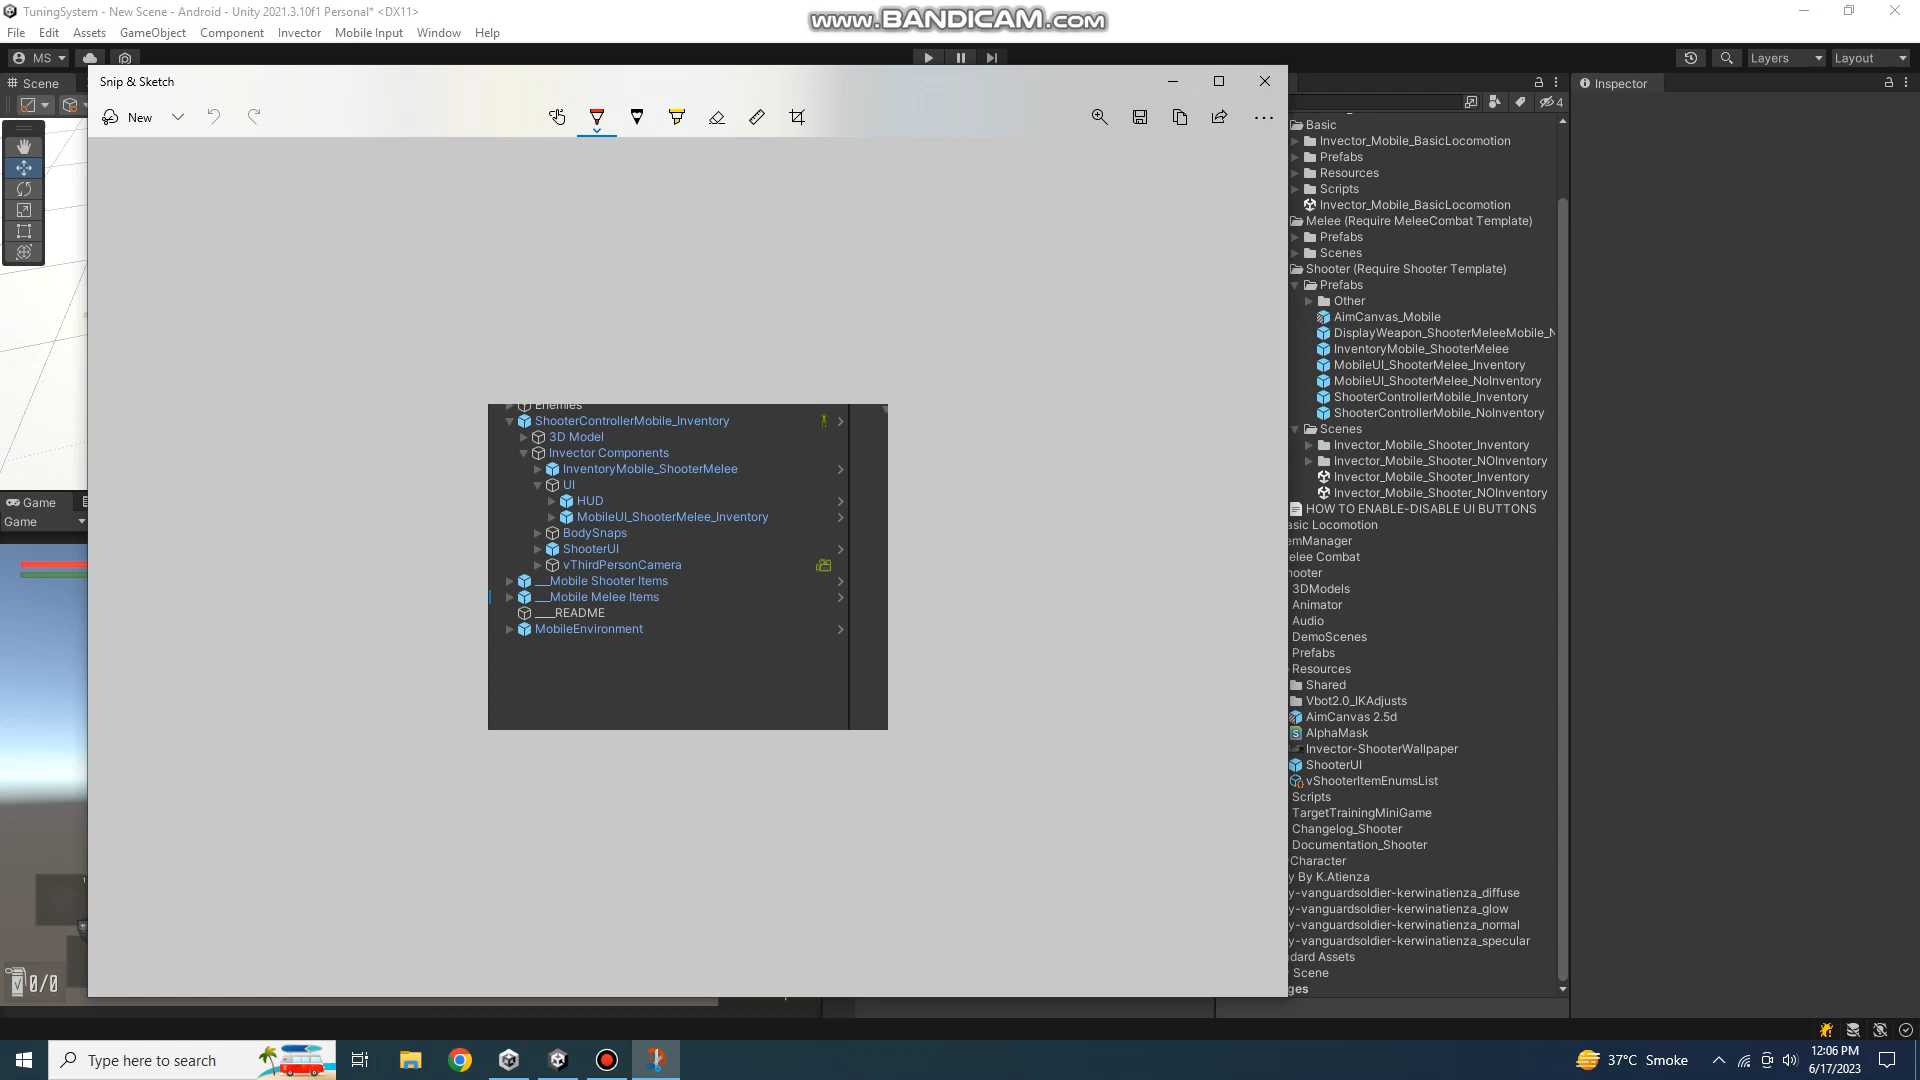 TuningSystem - New Scene - Android - Unity 2021.3.10f1 Personal* <DX11>
www.BANDICAM.com
File Edit Assets GameObject Component Invector Mobile Input Window Help
MS
Layers
Layout
Scene
Inspector
Snip & Sketch
New
4
Basic
Invector_Mobile_BasicLocomotion
Prefabs
Resources
Scripts
Invector_Mobile_BasicLocomotion
Melee (Require MeleeCombat Template)
Prefabs
Scenes
Shooter (Require Shooter Template)
Prefabs
Other
AimCanvas_Mobile
DisplayWeapon_ShooterMeleeMobile_N
InventoryMobile_ShooterMelee
MobileUI_ShooterMelee_Inventory
MobileUI_ShooterMelee_NoInventory
ShooterControllerMobile_Inventory
ShooterControllerMobile_NoInventory
Scenes
Invector_Mobile_Shooter_Inventory
Invector_Mobile_Shooter_NOInventory
Invector_Mobile_Shooter_Inventory
Invector_Mobile_Shooter_NOInventory
HOW TO ENABLE-DISABLE UI BUTTONS
asic Locomotion
emManager
elee Combat
hooter
3DModels
Animator
Audio
DemoScenes
Prefabs
Resources
Shared
Vbot2.0_IKAdjusts
AimCanvas 2.5d
AlphaMask
Invector-ShooterWallpaper
ShooterUI
vShooterItemEnumsList
Scripts
TargetTrainingMiniGame
Changelog_Shooter
Documentation_Shooter
Character
y By K.Atienza
y-vanguardsoldier-kerwinatienza_diffuse
y-vanguardsoldier-kerwinatienza_glow
y-vanguardsoldier-kerwinatienza_normal
y-vanguardsoldier-kerwinatienza_specular
dard Assets
Scene
ges
Enemies
ShooterControllerMobile_Inventory
3D Model
Invector Components
InventoryMobile_ShooterMelee
UI
HUD
MobileUI_ShooterMelee_Inventory
BodySnaps
ShooterUI
vThirdPersonCamera
__Mobile Shooter Items
__Mobile Melee Items
___README
MobileEnvironment
Game
Game
1
0/0
Type here to search
37°C Smoke
12:06 PM
6/17/2023